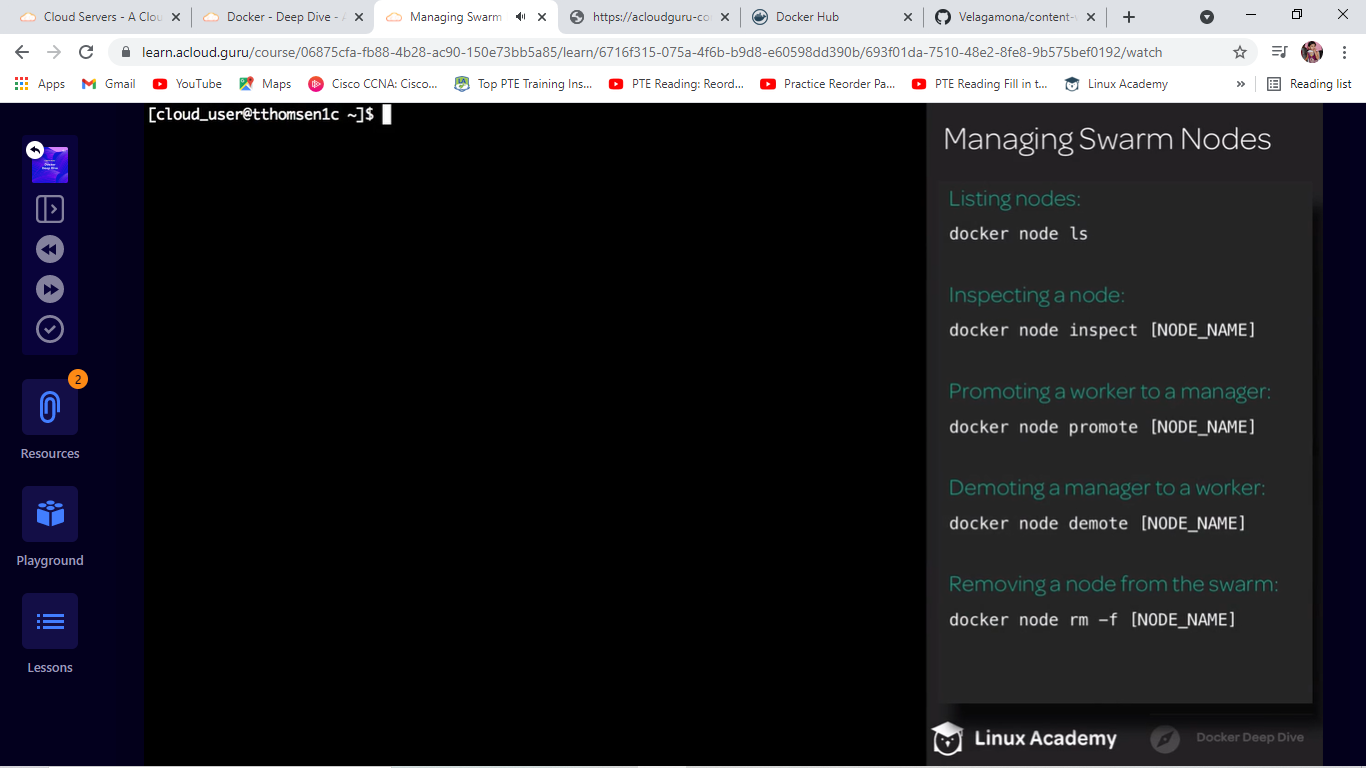 Cloud Servers - A Clou
Docker - Deep Dive - A
Managing Swarm
https://acloudguru-co
Docker Hub
Velagamona/content-
learn.acloud.guru/course/06875cfa-fb88-4b28-ac90-150e73bb5a85/learn/6716f315-075a-4f6b-b9d8-e60598dd390b/693f01da-7510-48e2-8fe8-9b575bef0192/watch
Apps
Gmail
YouTube
Maps
Cisco CCNA: Cisco...
Top PTE Training Ins...
PTE Reading: Reord...
Practice Reorder Pa...
PTE Reading Fill in t...
Linux Academy
»
Reading list
[cloud_user@tthomsen1c ~]$
2
Resources
Playground
Lessons
Managing Swarm Nodes
Listing nodes:
docker node ls
Inspecting a node:
docker node inspect [NODE_NAME]
Promoting a worker to a manager:
docker node promote [NODE_NAME]
Demoting a manager to a worker:
docker node demote [NODE_NAME]
Removing a node from the swarm:
docker node rm -f [NODE_NAME]
Linux Academy
Docker Deep Dive